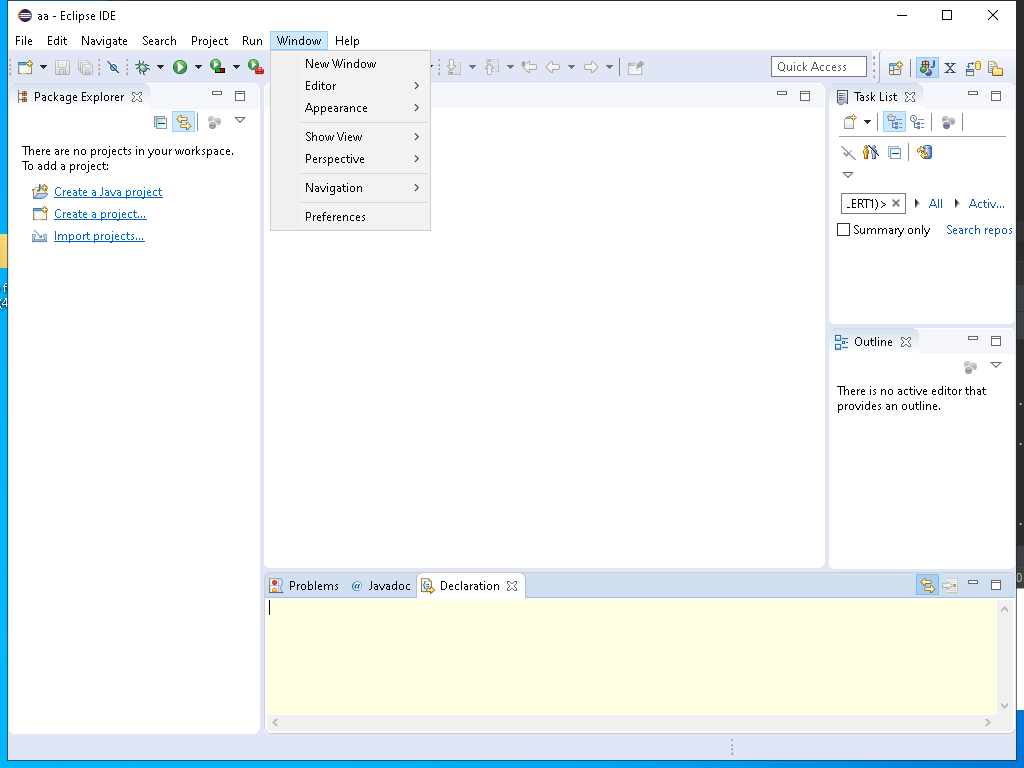 aa - Eclipse IDE
File Edit Navigate Search Project Run Window Help
New Window
Editor
Appearance
Show View
Perspective
Navigation
Preferences
Quick Access
Package Explorer
There are no projects in your workspace.
To add a project:
Create a Java project
Create a project...
Import projects...
Task List
ERT1)>
All
Activ...
Summary only
Search repos
Outline
There is no active editor that
provides an outline.
Problems
@ Javadoc
Declaration